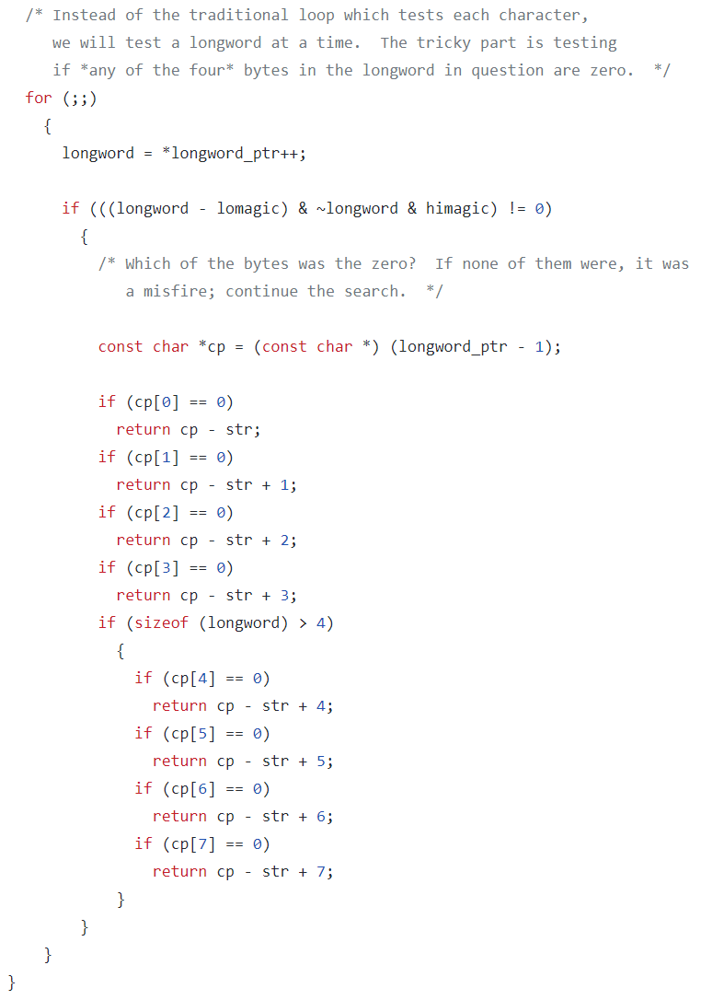 /* Instead of the traditional loop which tests each character,
we will test a longword at a time.  The tricky part is testing
if *any of the four* bytes in the longword in question are zero.  */
for (;;)
{
longword = *longword_ptr++;
if (((longword - lomagic) & ~longword & himagic) != 0)
{
/* Which of the bytes was the zero?  If none of them were, it was
a misfire; continue the search.  */
const char *cp = (const char *) (longword_ptr - 1);
if (cp[0] == 0)
return cp - str;
if (cp[1] == 0)
return cp - str + 1;
if (cp[2] == 0)
return cp - str + 2;
if (cp[3] == 0)
return cp - str + 3;
if (sizeof (longword) > 4)
{
if (cp[4] == 0)
return cp - str + 4;
if (cp[5] == 0)
return cp - str + 5;
if (cp[6] == 0)
return cp - str + 6;
if (cp[7] == 0)
return cp - str + 7;
}
}
}
}